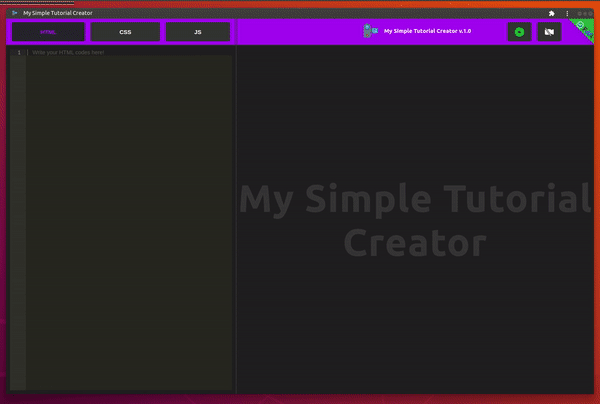 My Simple Tutorial Creator
HTML
CSS
JS
My Simple Tutorial Creator v.1.0
1
Write your HTML codes here!
My Simple Tutorial
Creator